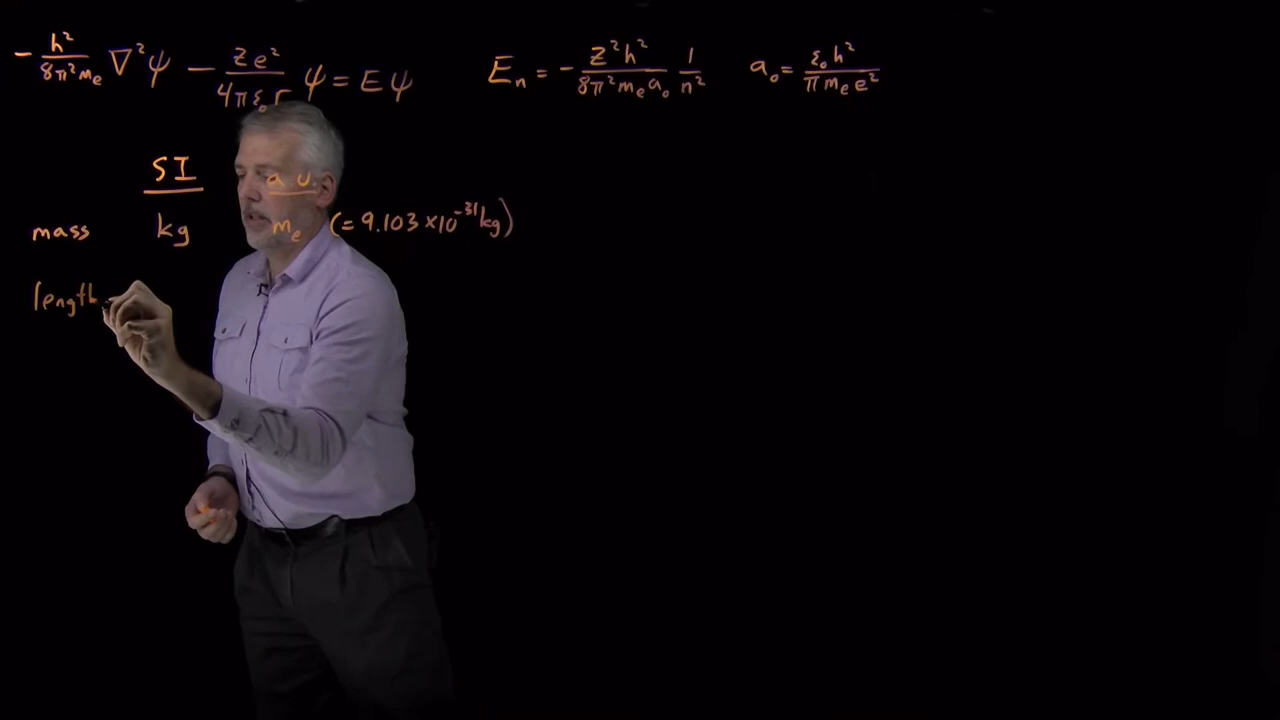 - h² / 8π²mₑ ∇²ψ - Ze² / 4πε₀r ψ = Eψ
Eₙ = - Z²h² / 8π²mₑa₀ 1/n²
a₀ = ε₀h² / πmₑe²
SI a u
mass kg mₑ (= 9.103 × 10⁻³¹ kg)
length